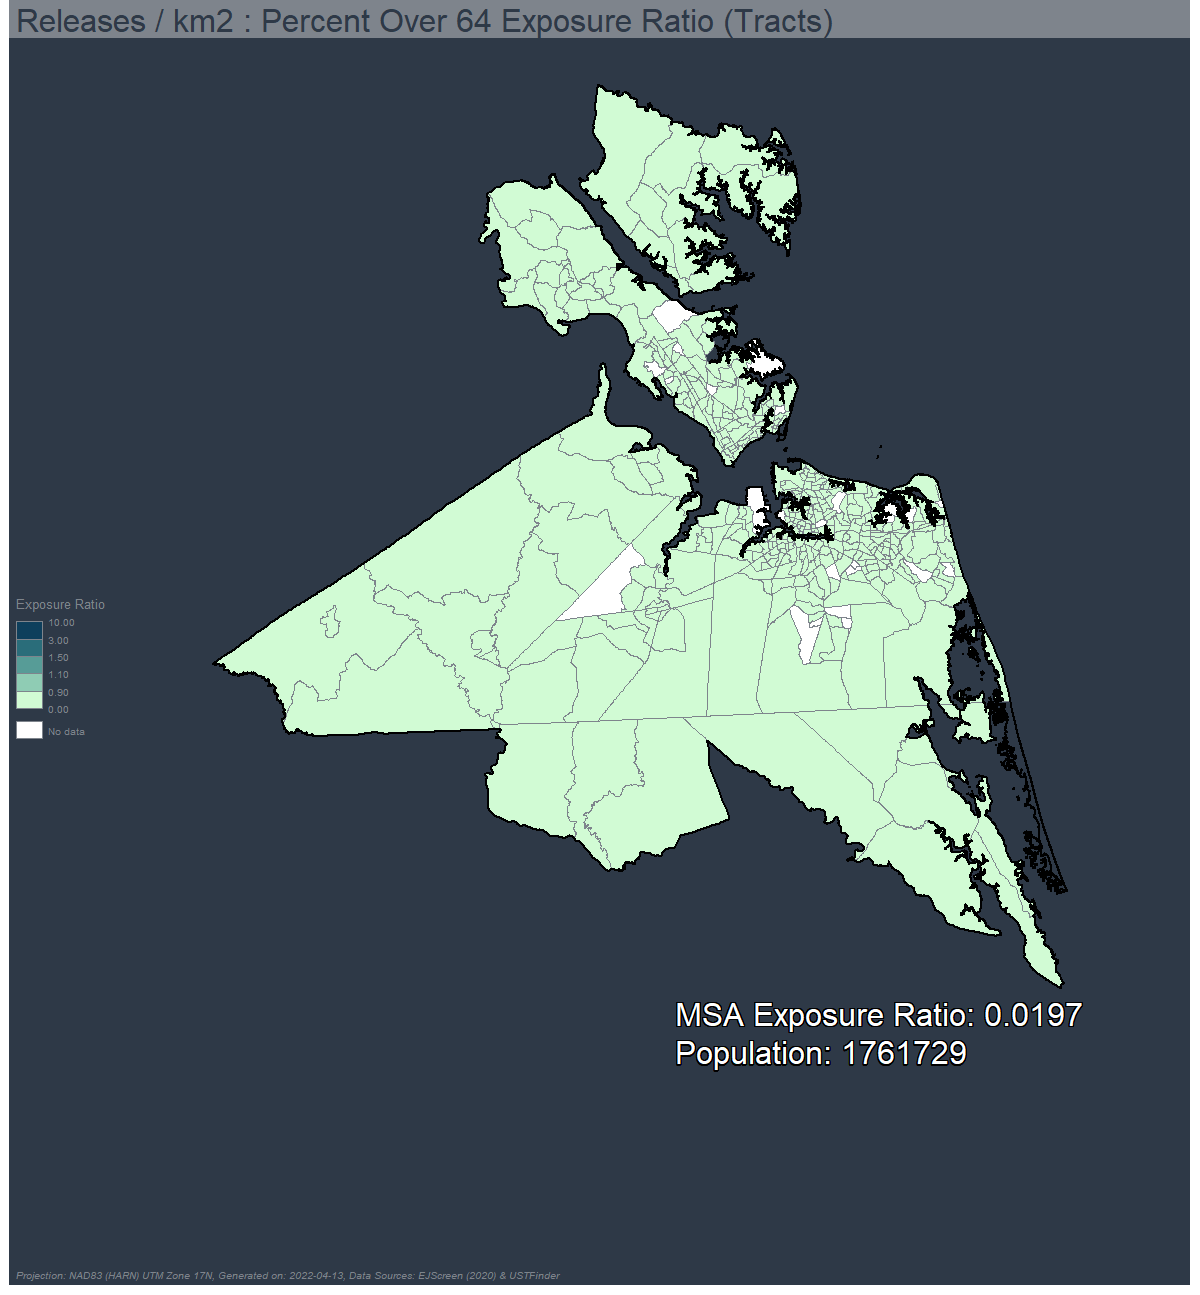 Releases / km2 : Percent Over 64 Exposure Ratio (Tracts)
Exposure Ratio
10.00
3.00
1.50
1.10
0.90
0.00
No data
MSA Exposure Ratio: 0.0197
Population: 1761729
Projection: NAD83 (HARN) UTM Zone 17N, Generated on: 2022-04-13, Data Sources: EJScreen (2020) & USTFinder